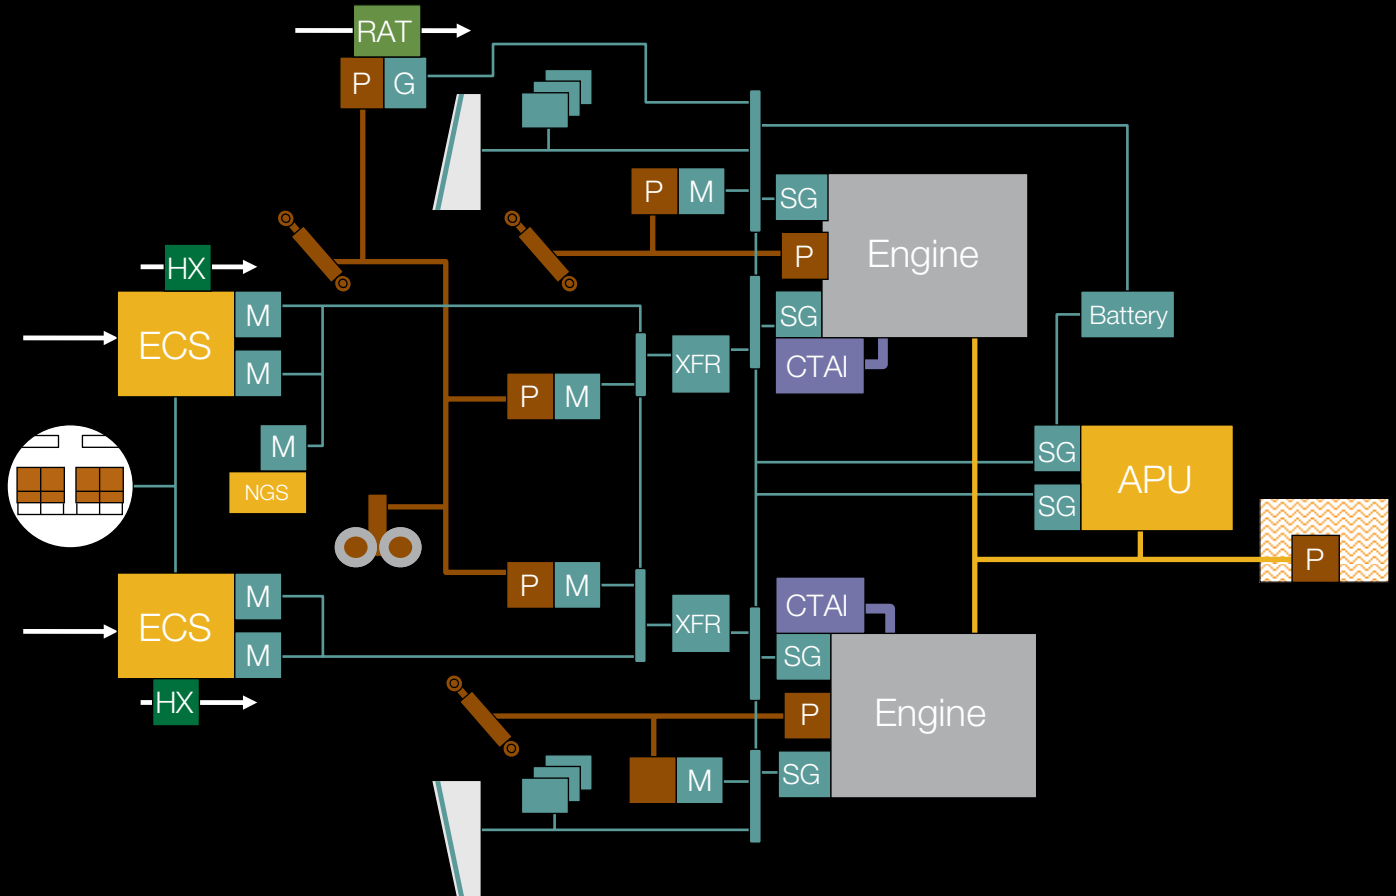 RAT
P G
P M
SG
Engine
P
HX
SG
M
ECS
Battery
XFR
CTAI
M
P M
M
SG
APU
NGS
SG
P
P M
CTAI
M
ECS
XFR
M
SG
HX
P
Engine
M
SG